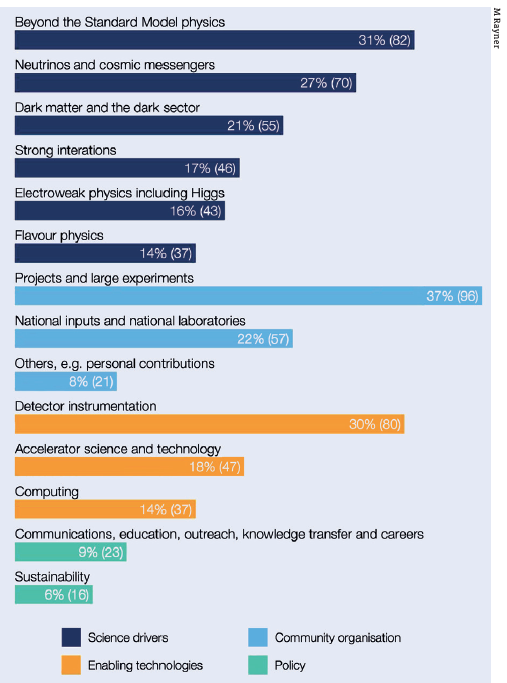 M Rayner
Beyond the Standard Model physics
31% (82)
Neutrinos and cosmic messengers
27% (70)
Dark matter and the dark sector
21% (55)
Strong interations
17% (46)
Electroweak physics including Higgs
16% (43)
Flavour physics
14% (37)
Projects and large experiments
37% (96)
National inputs and national laboratories
22% (57)
Others, e.g. personal contributions
8% (21)
Detector instrumentation
30% (80)
Accelerator science and technology
18% (47)
Computing
14% (37)
Communications, education, outreach, knowledge transfer and careers
9% (23)
Sustainability
6% (16)
Science drivers
Community organisation
Enabling technologies
Policy